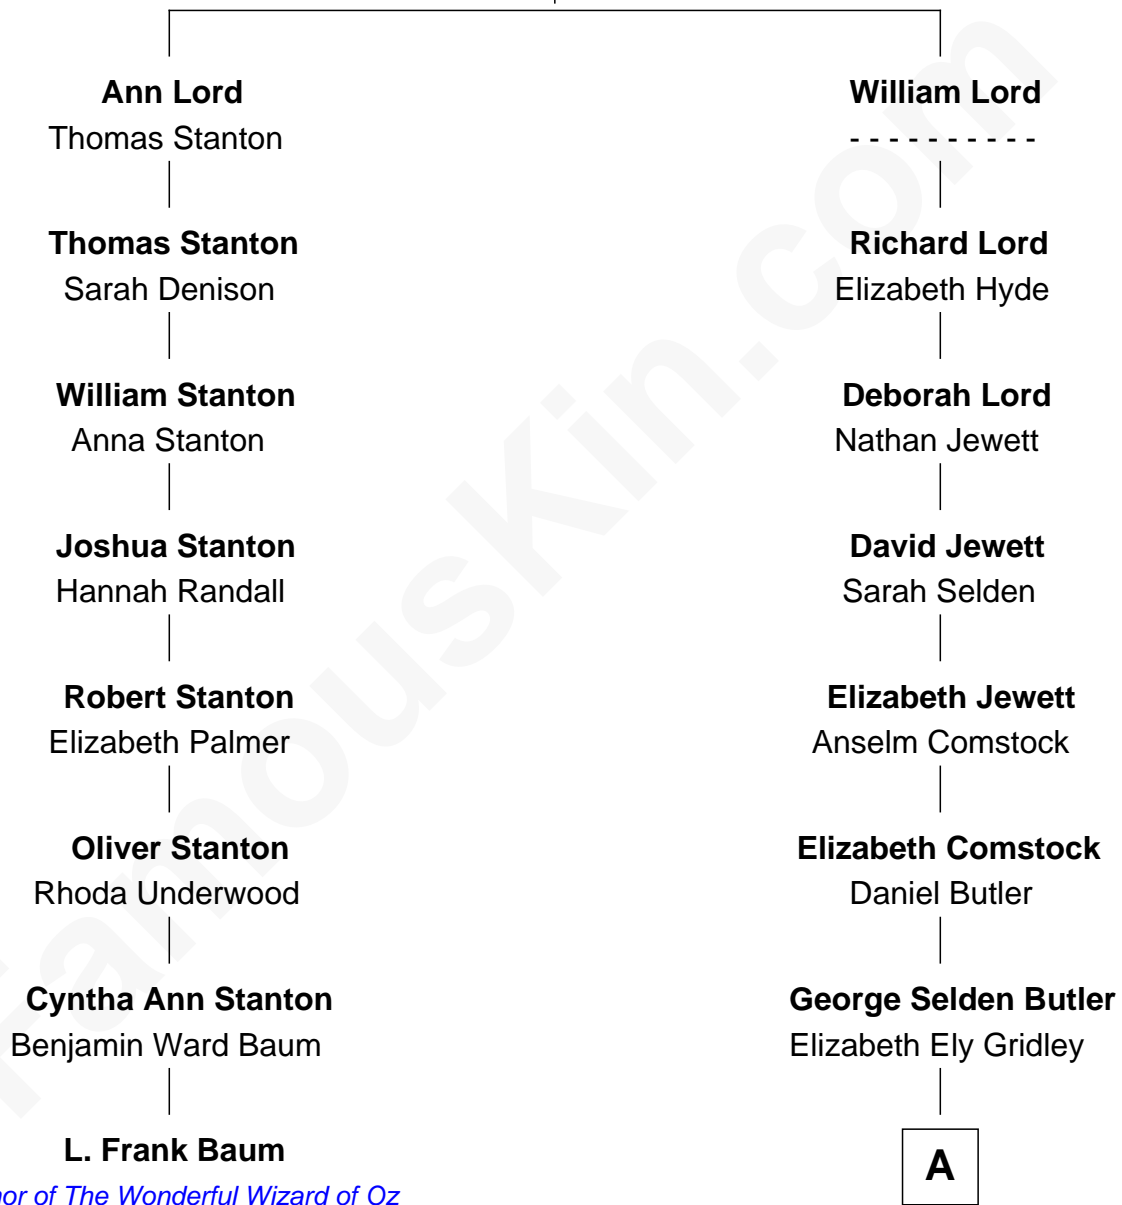 Ann Lord
Thomas Stanton
Thomas Stanton
Sarah Denison
William Stanton
Anna Stanton
Joshua Stanton
Hannah Randall
Robert Stanton
Elizabeth Palmer
Oliver Stanton
Rhoda Underwood
Cyntha Ann Stanton
Benjamin Ward Baum
L. Frank Baum
of The Wonderful Wizard of Oz
William Lord
- - - - - - - - - -
Richard Lord
Elizabeth Hyde
Deborah Lord
Nathan Jewett
David Jewett
Sarah Selden
Elizabeth Jewett
Anselm Comstock
Elizabeth Comstock
Daniel Butler
George Selden Butler
Elizabeth Ely Gridley
A
FamousKin.com